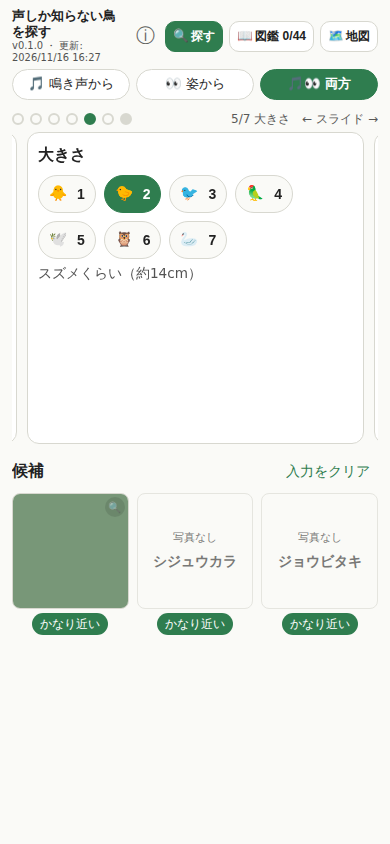 声しか知らない鳥
を探す
v0.1.0 · 更新:
2026/11/16 16:27
ⓘ
🔍 探す
📖 図鑑 0/44
🗺️ 地図
🎵 鳴き声から
👀 姿から
🎵👀 両方
5/7 大きさ ← スライド →
大きさ
🐥 1
🐤 2
🐦 3
🦜 4
🕊️ 5
🦉 6
🦢 7
スズメくらい（約14cm）
候補
入力をクリア
写真なし
シジュウカラ
写真なし
ジョウビタキ
かなり近い
かなり近い
かなり近い